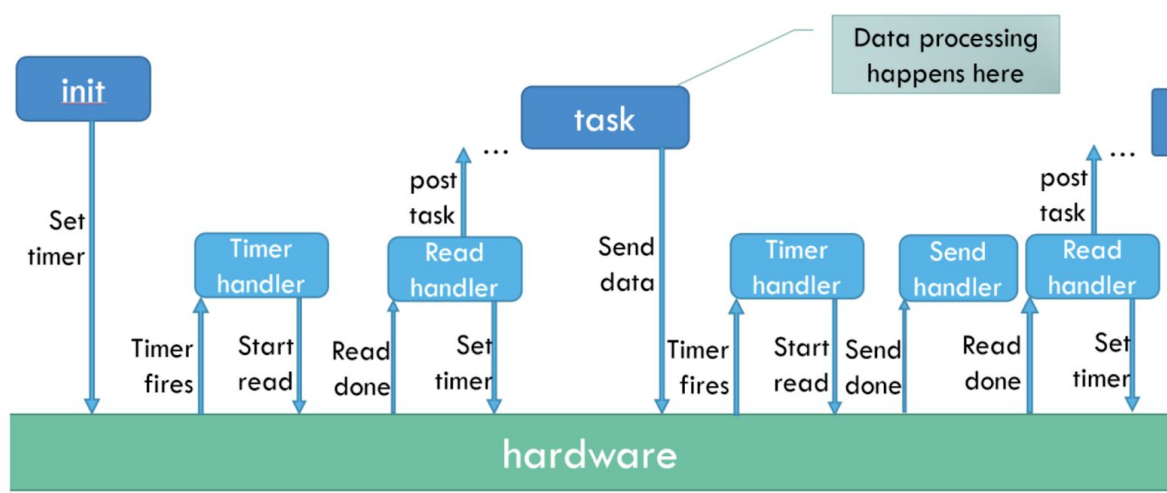 Data processing
happens here
init
task
...
...
post
task
post
task
Set
timer
Timer
handler
Read
handler
Send
data
Timer
handler
Send
handler
Read
handler
Timer
fires
Start
read
Read
done
Set
timer
Timer
fires
Start
read
Send
done
Read
done
Set
timer
hardware